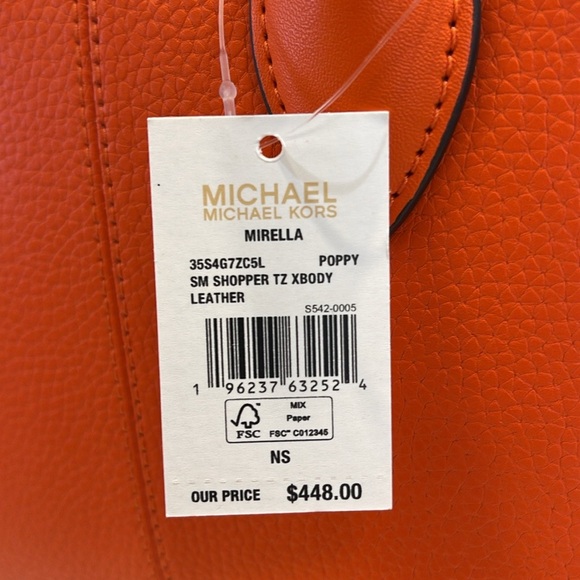 MICHAEL
MICHAEL KORS
MIRELLA
35S4G7ZC5L POPPY
SM SHOPPER TZ XBODY
LEATHER
S542-0005
1 96237 63252 4
FSC
MIX
Paper
FSC™ C012345
NS
OUR PRICE $448.00